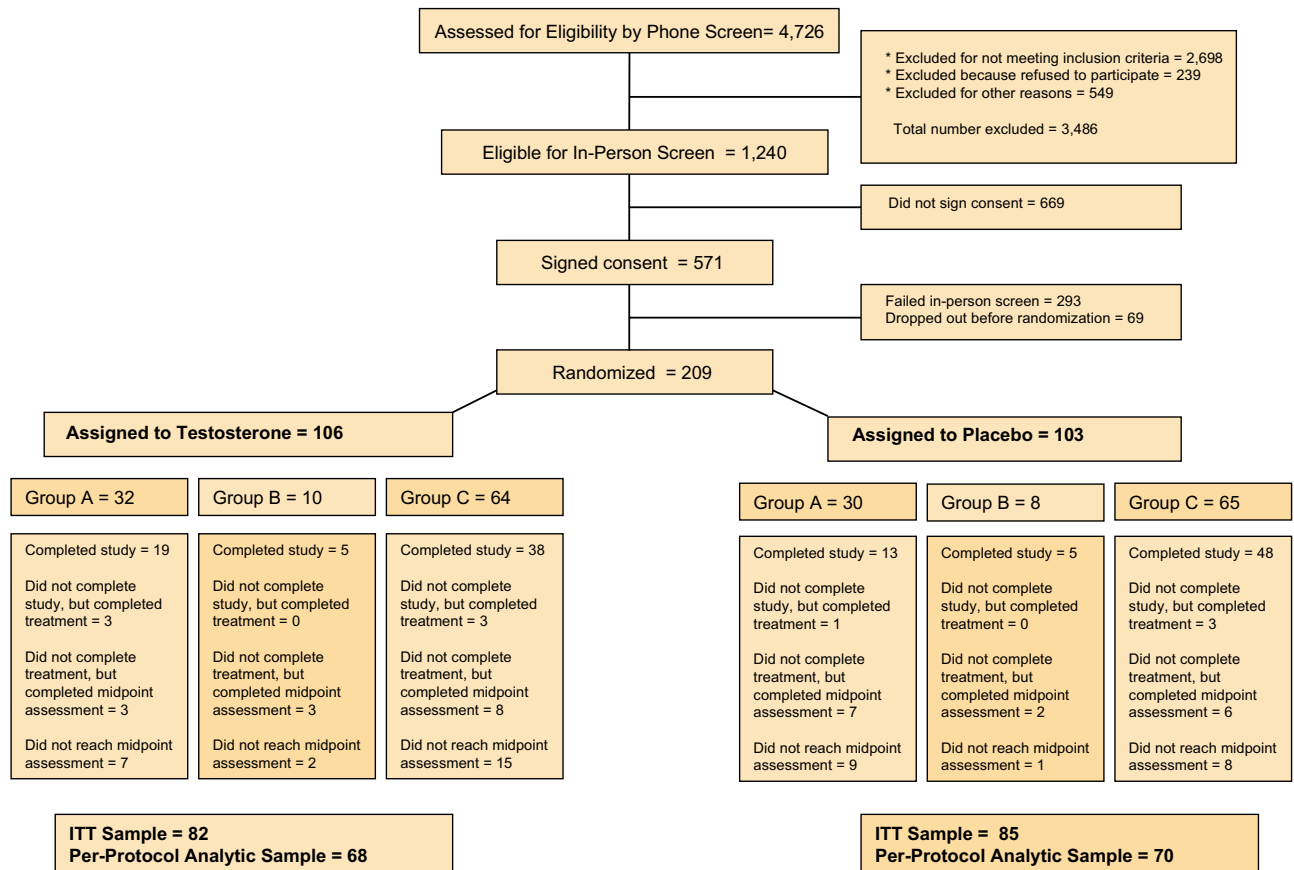 Assessed for Eligibility by Phone Screen= 4,726
* Excluded for not meeting inclusion criteria = 2,698
* Excluded because refused to participate = 239
* Excluded for other reasons = 549
Total number excluded = 3,486
Eligible for In-Person Screen = 1,240
Did not sign consent = 669
Signed consent = 571
Failed in-person screen = 293
Dropped out before randomization = 69
Randomized = 209
Assigned to Testosterone = 106
Assigned to Placebo = 103
Group A = 32
Group B = 10
Group C = 64
Completed study = 19
Did not complete
study, but completed
treatment = 3
Did not complete
treatment, but
completed midpoint
assessment = 3
Did not reach midpoint
assessment = 7
Completed study = 5
Did not complete
study, but completed
treatment = 0
Did not complete
treatment, but
completed midpoint
assessment = 3
Did not reach midpoint
assessment = 2
Completed study = 38
Did not complete
study, but completed
treatment = 3
Did not complete
treatment, but
completed midpoint
assessment = 8
Did not reach midpoint
assessment = 15
Group A = 30
Group B = 8
Group C = 65
Completed study = 13
Did not complete
study, but completed
treatment = 1
Did not complete
treatment, but
completed midpoint
assessment = 7
Did not reach midpoint
assessment = 9
Completed study = 5
Did not complete
study, but completed
treatment = 0
Did not complete
treatment, but
completed midpoint
assessment = 2
Did not reach midpoint
assessment = 1
Completed study = 48
Did not complete
study, but completed
treatment = 3
Did not complete
treatment, but
completed midpoint
assessment = 6
Did not reach midpoint
assessment = 8
ITT Sample = 82
Per-Protocol Analytic Sample = 68
ITT Sample = 85
Per-Protocol Analytic Sample = 70